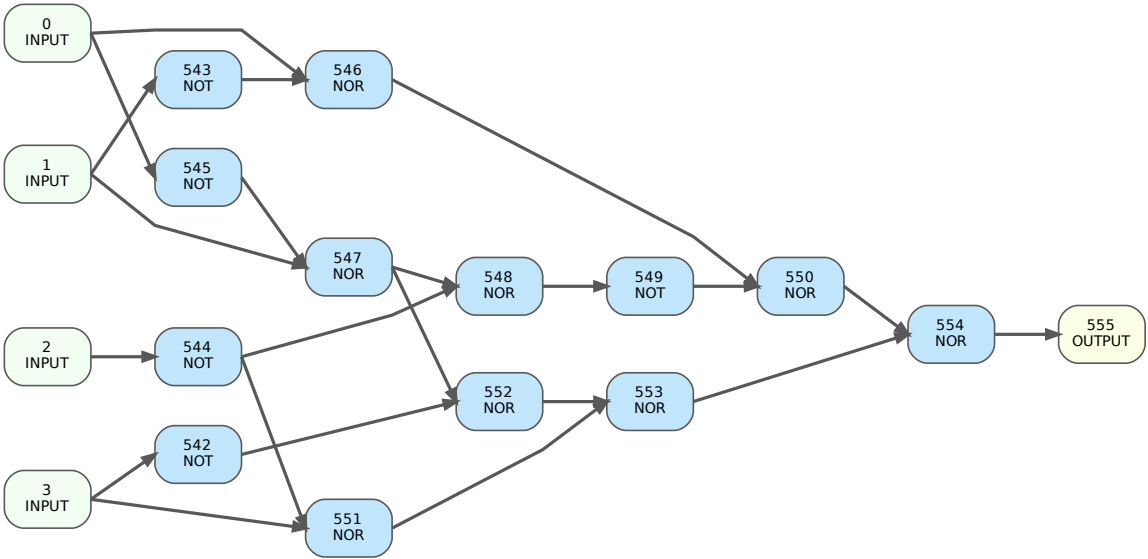 0
INPUT
543
NOT
546
NOR
1
INPUT
545
NOT
547
NOR
548
NOR
549
NOT
550
NOR
554
NOR
555
OUTPUT
2
INPUT
544
NOT
552
NOR
553
NOR
542
NOT
3
INPUT
551
NOR